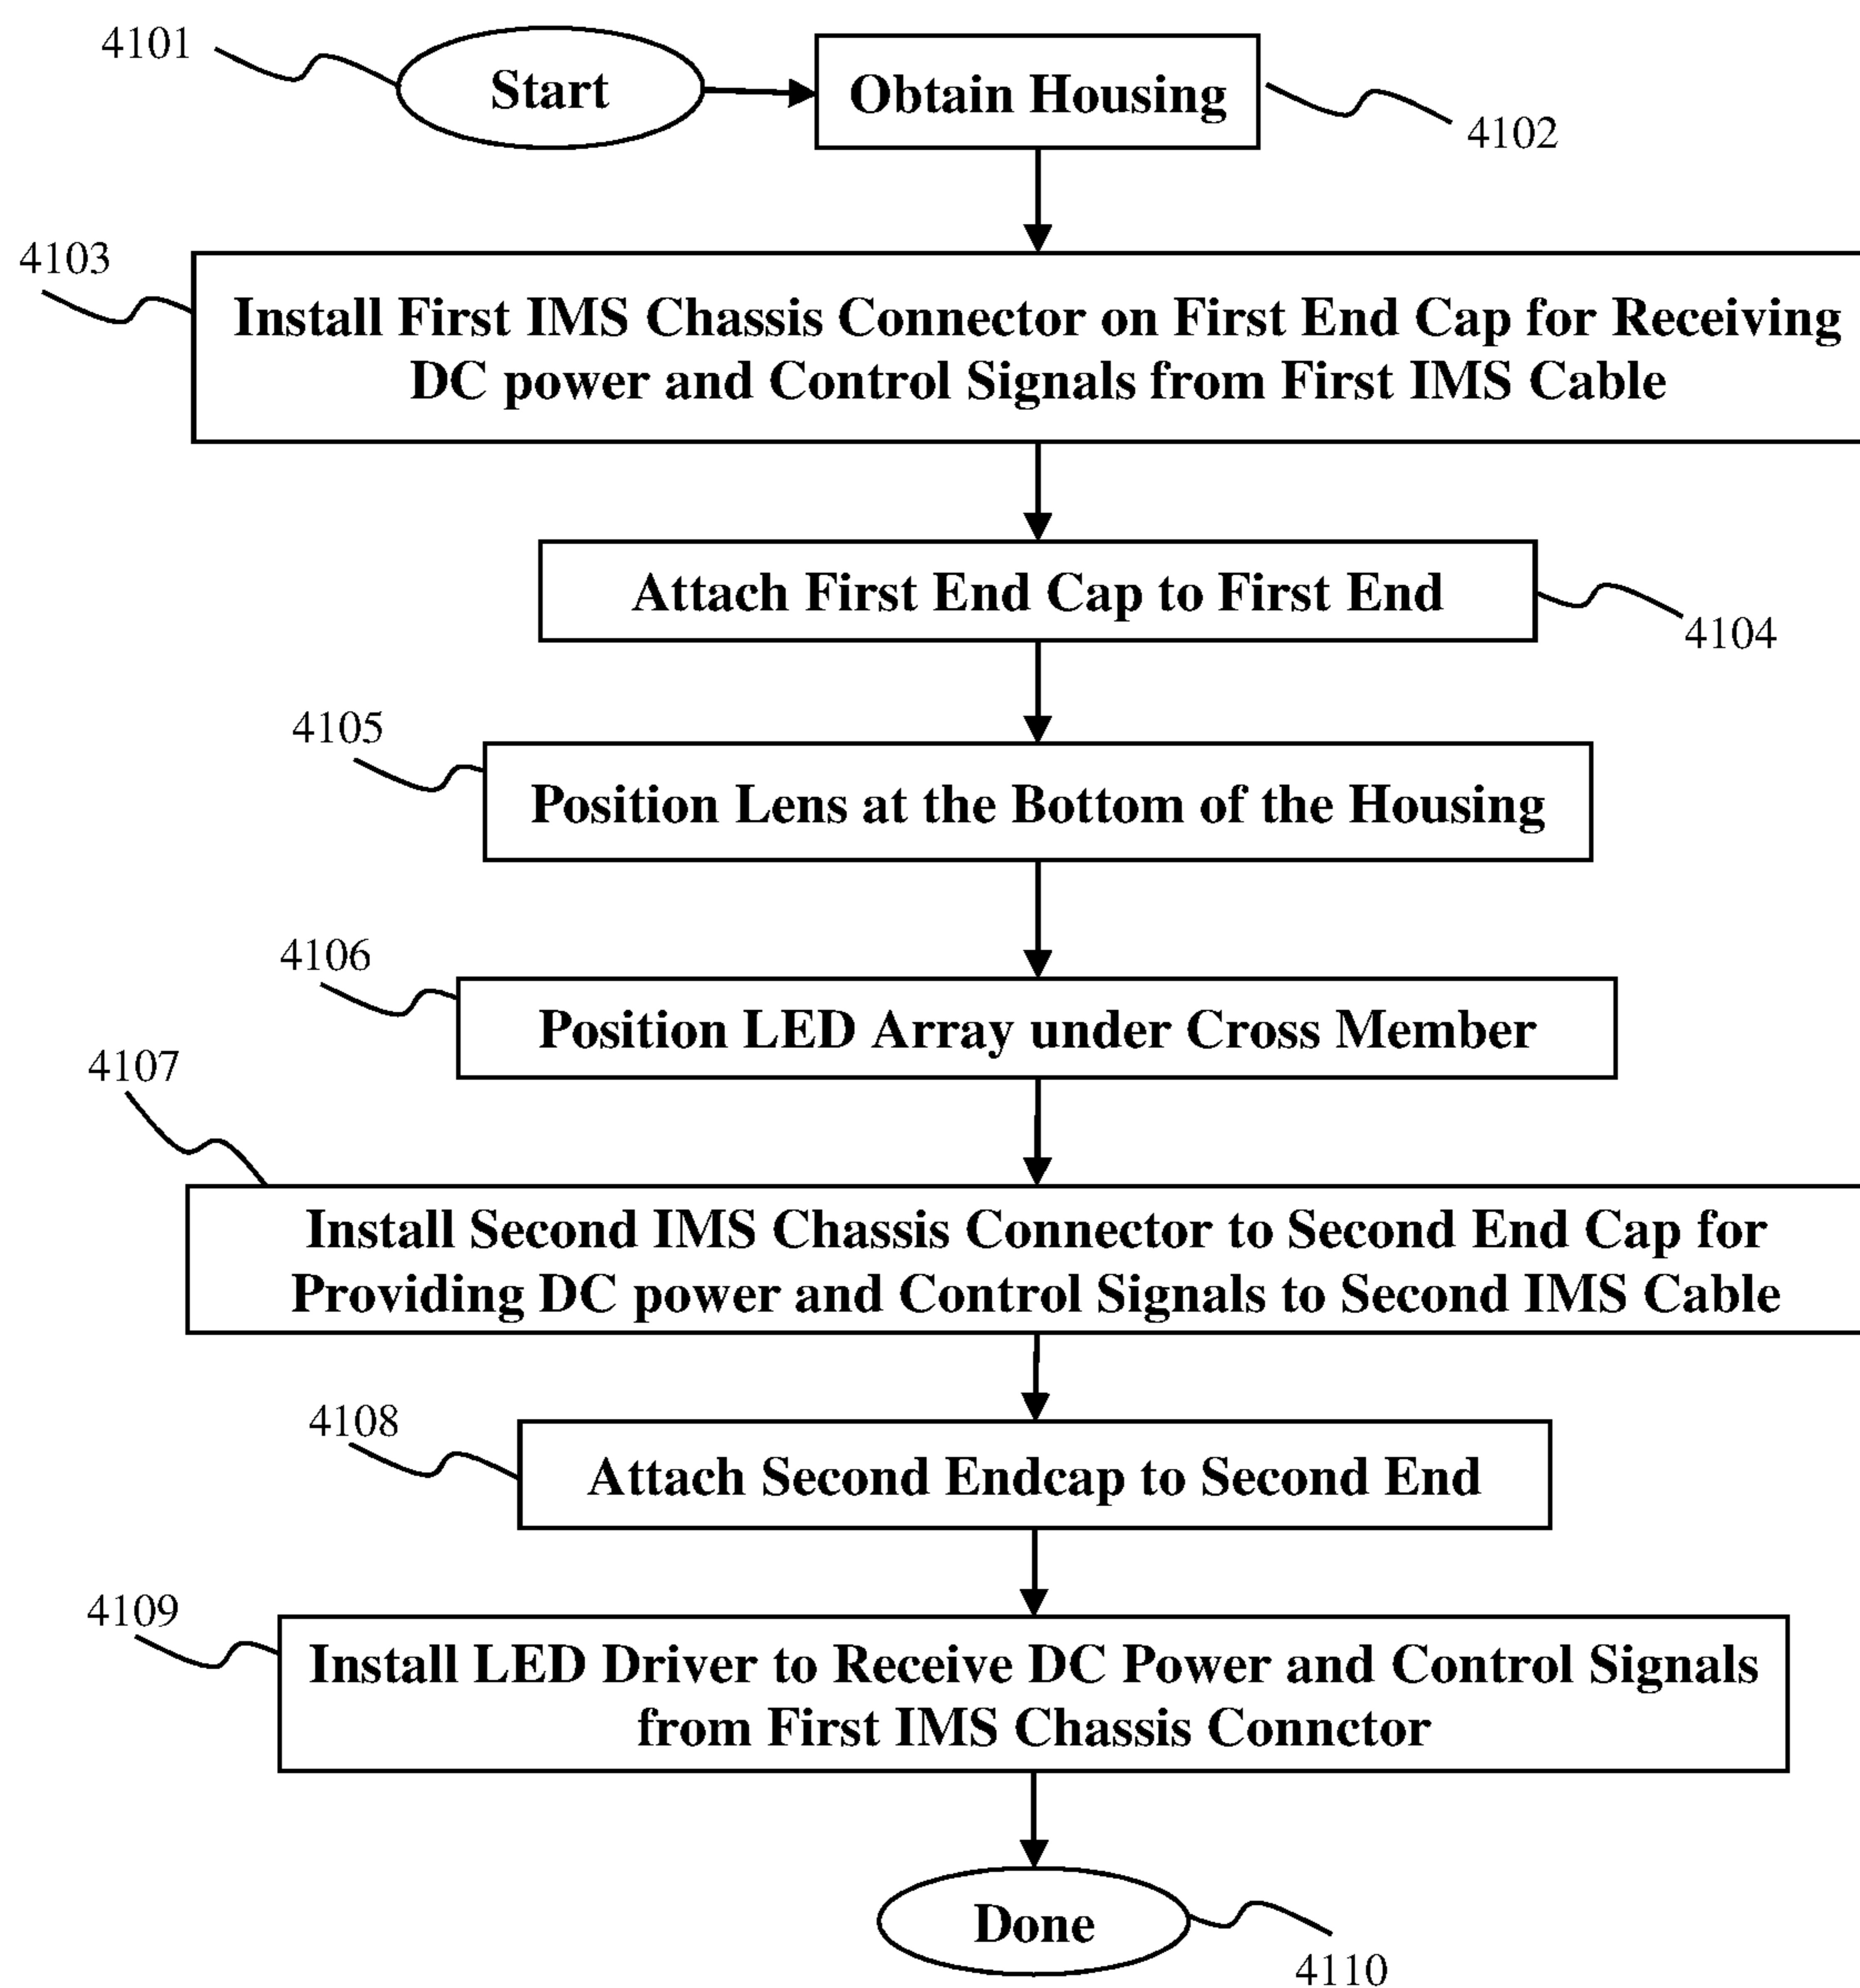 4101
Start
Obtain Housing
4102
4103
Install First IMS Chassis Connector on First End Cap for Receiving
DC power and Control Signals from First IMS Cable
Attach First End Cap to First End
4104
4105
Position Lens at the Bottom of the Housing
4106
Position LED Array under Cross Member
4107
Install Second IMS Chassis Connector to Second End Cap for
Providing DC power and Control Signals to Second IMS Cable
4108
Attach Second Endcap to Second End
4109
Install LED Driver to Receive DC Power and Control Signals
from First IMS Chassis Connctor
Done
4110